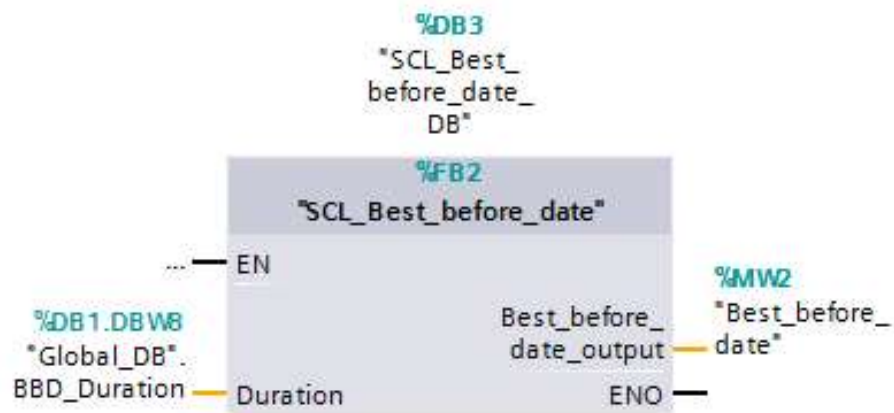 %DB3
"SCL_Best_
before_date_
DB"
%FB2
"SCL_Best_before_date"
... EN
%DB1.DBW8
"Global_DB".
BBD_Duration
Duration
Best_before_
date_output
%MW2
"Best_before_
date"
ENO